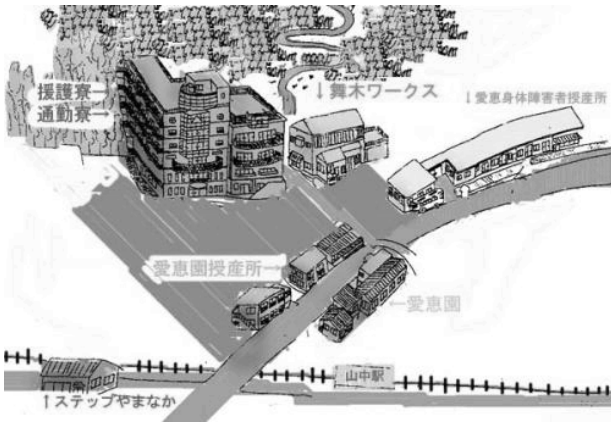 援護寮→
通勤寮→
↓舞木ワークス
↓愛恵身体障害者授産所
愛恵園授産所→
←愛恵園
山中駅
↑ステップやまなか